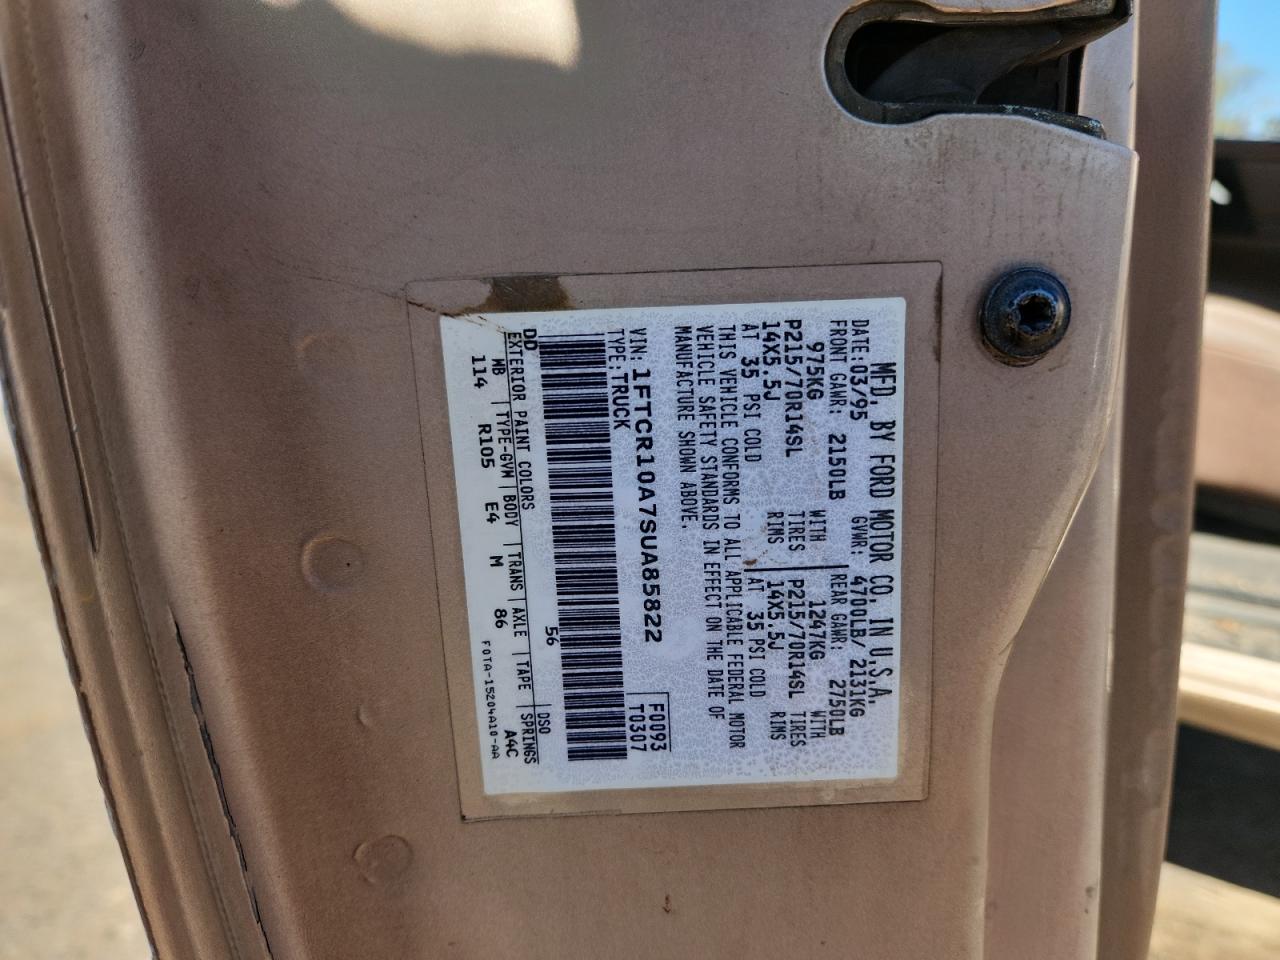 MFD. BY FORD MOTOR CO. IN U.S.A.
DATE: 03/95 GVWR: 4700LB/ 2131KG
FRONT GAWR: 2150LB REAR GAWR: 2750LB
975KG WITH 1247KG WITH
P215/70R14SL TIRES P215/70R14SL TIRES
14X5.5J RIMS 14X5.5J RIMS
AT 35 PSI COLD AT 35 PSI COLD
THIS VEHICLE CONFORMS TO ALL APPLICABLE FEDERAL MOTOR
VEHICLE SAFETY STANDARDS IN EFFECT ON THE DATE OF
MANUFACTURE SHOWN ABOVE.
VIN: 1FTCR10A7SUA85822 F0093
TYPE: TRUCK T0307
DD 56
EXTERIOR PAINT COLORS DSO
WB TYPE-GVM BODY TRANS AXLE TAPE SPRINGS
114 R105 E4 M 86 A4C
F0TA-15204A10-AA